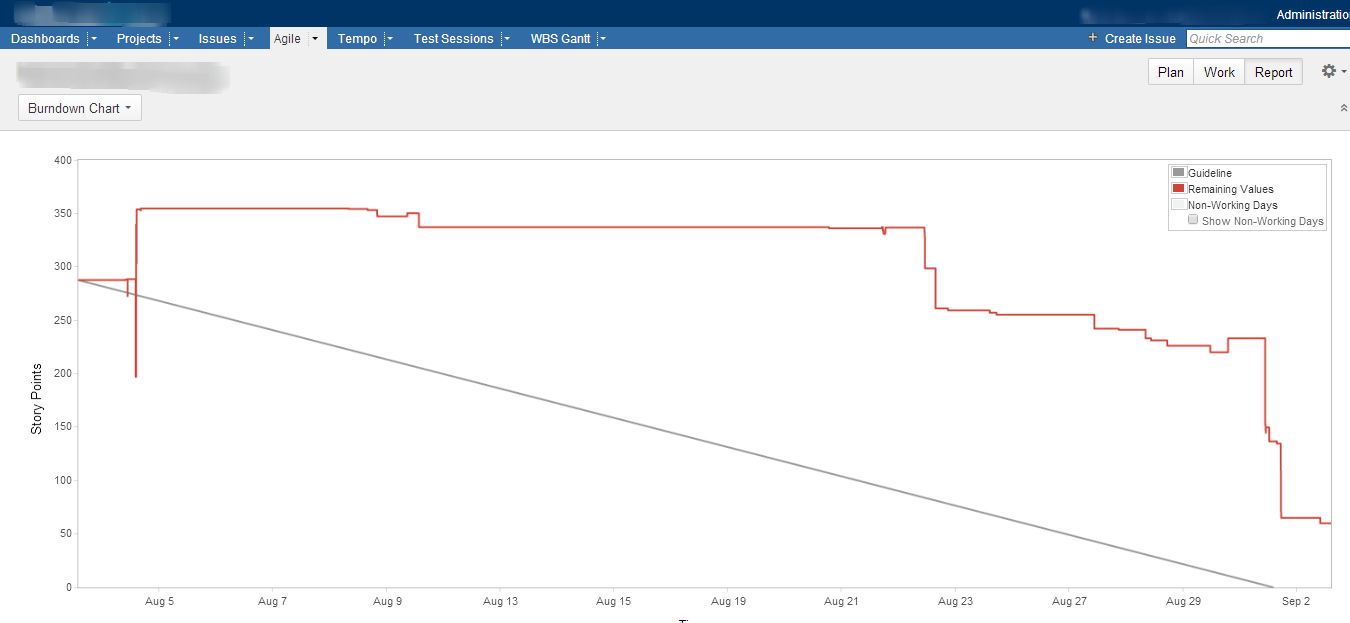 Administratio
Dashboards Projects Issues Agile Tempo Test Sessions WBS Gantt + Create Issue Quick Search
Plan Work Report
Burndown Chart
Guideline
Remaining Values
Non-Working Days
Show Non-Working Days
400
350
300
250
200
150
100
50
0
Story Points
Aug 5 Aug 7 Aug 9 Aug 13 Aug 15 Aug 19 Aug 21 Aug 23 Aug 27 Aug 29 Sep 2